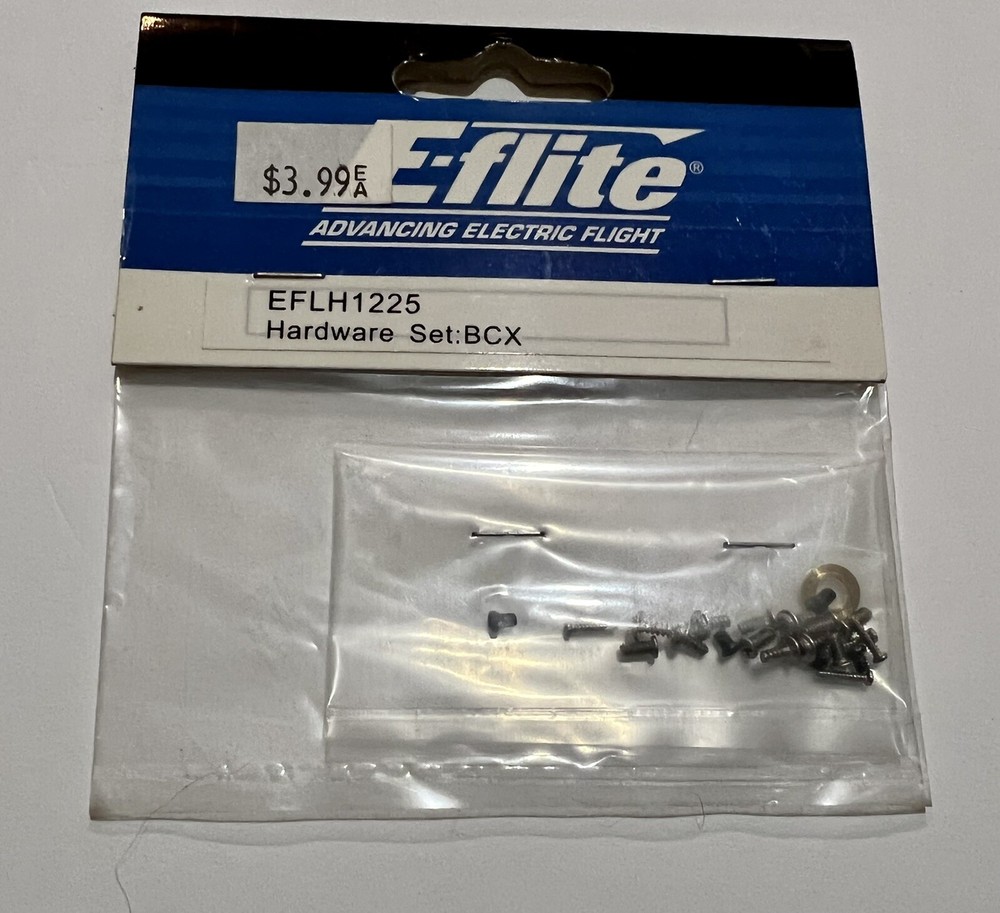 $3.99 EA
E-flite®
ADVANCING ELECTRIC FLIGHT
EFLH1225
Hardware Set:BCX